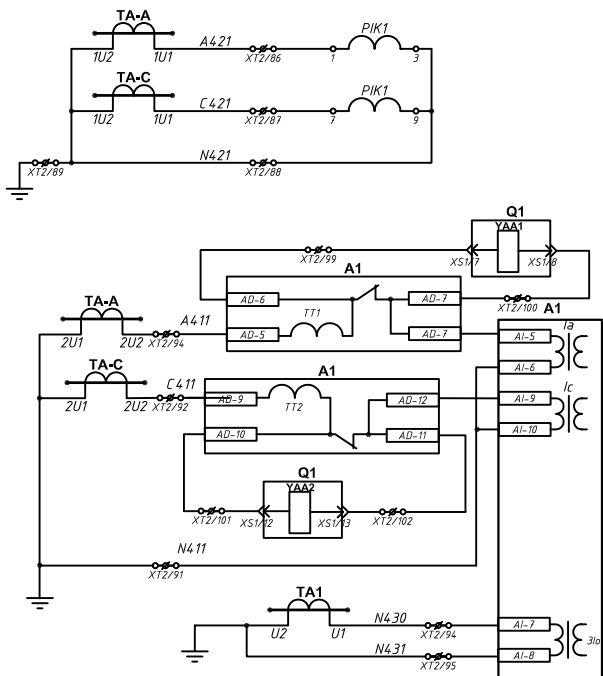 TA-A
1U2 1U1 A421 XT2/86 1 PIK1 3
TA-C
1U2 1U1 C421 XT2/87 7 PIK1 9
N421
XT2/89 XT2/88
Q1
YAA1
XS1/7 XS1/8
XT2/99
A1
XT2/100
A1
AD-6 AD-7
TA-A
2U1 2U2 A411 XT2/94
AD-5 TT1 AD-7
AI-5 Ia
AI-6
TA-C
2U1 2U2 C411 XT2/92
A1
AD-9 TT2 AD-12
AI-9 Ic
AD-10 AD-11
AI-10
Q1
YAA2
XT2/101 XS1/12 XS1/13 XT2/102
N411
XT2/91
TA1
U2 U1 N430 XT2/94
AI-7
N431
XT2/95
AI-8
3Io